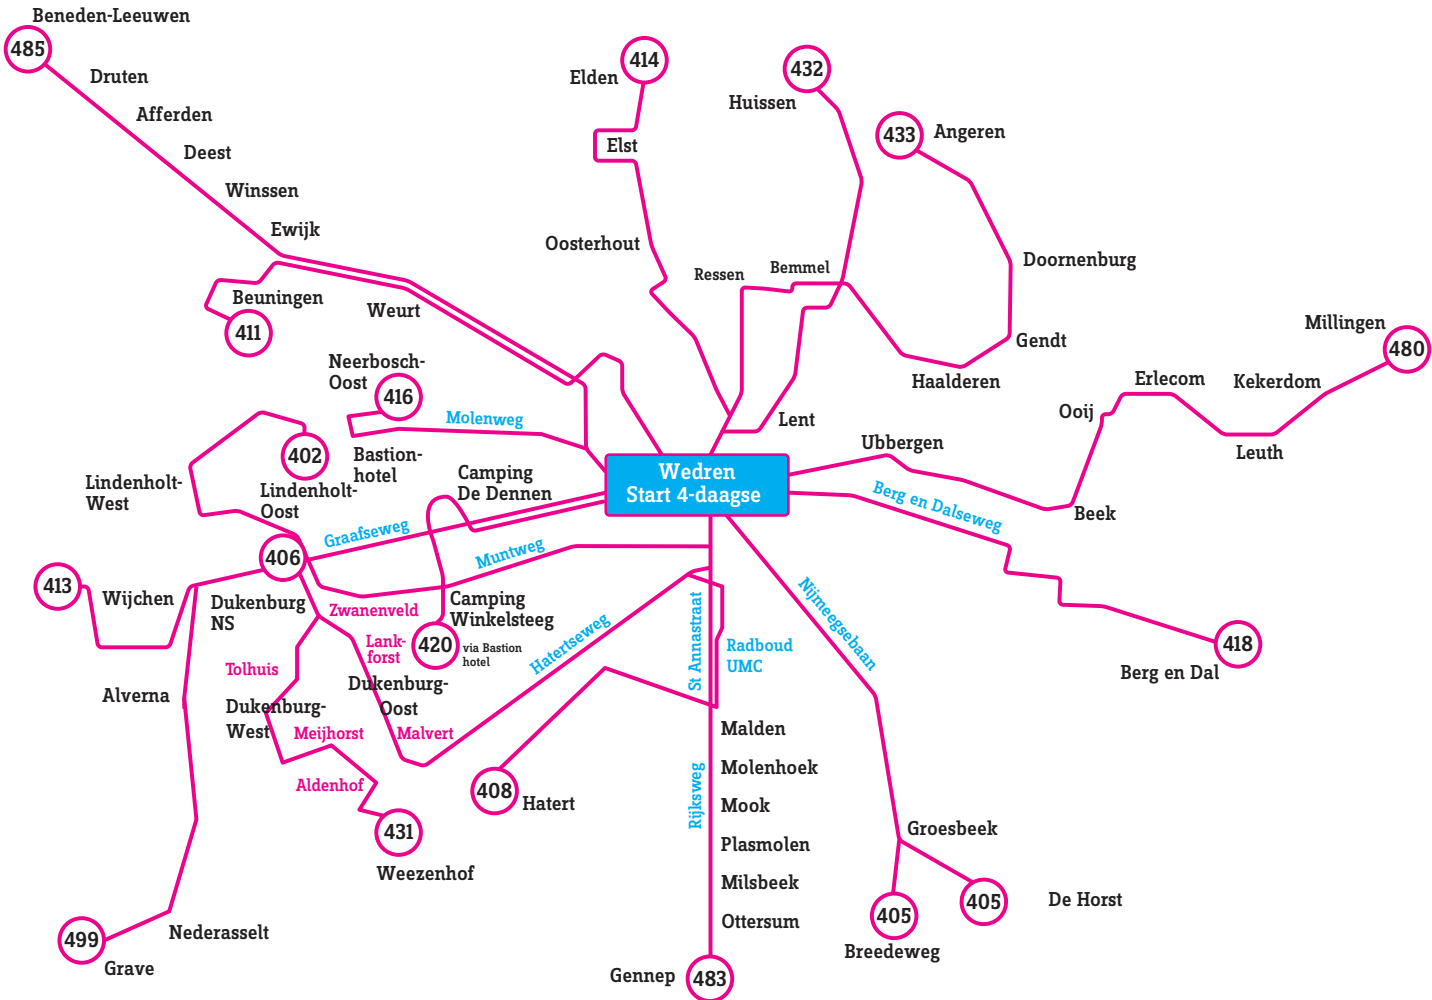 Beneden-Leeuwen
485
Druten
Afferden
Deest
Winssen
Ewijk
Beuningen
411
Weurt
Elden
414
Elst
Oosterhout
432
Huissen
433
Angeren
Ressen
Bemmel
Doornenburg
Gendt
Haalderen
Lent
Millingen
480
Kekerdom
Erlecom
Ooij
Leuth
Ubbergen
Beek
Neerbosch-
Oost
416
Molenweg
Bastion-
hotel
402
Lindenholt-
West
Lindenholt-
Oost
Camping
De Dennen
Wedren
Start 4-daagse
Berg en Dalseweg
418
Berg en Dal
Graafseweg
Muntweg
406
Dukenburg
NS
413
Wijchen
Zwanenveld
Lank-
forst
Camping
Winkelsteeg
420
via Bastion
hotel
Hatertseweg
St Annastraat
Radboud
UMC
Nijmeegsebaan
Tolhuis
Dukenburg-
Oost
Dukenburg-
West
Meijhorst
Malvert
Aldenhof
431
Weezenhof
Alverna
Nederasselt
499
Grave
408
Hatert
Rijksweg
Malden
Molenhoek
Mook
Plasmolen
Milsbeek
Ottersum
Gennep
483
Groesbeek
405
Breedeweg
405
De Horst